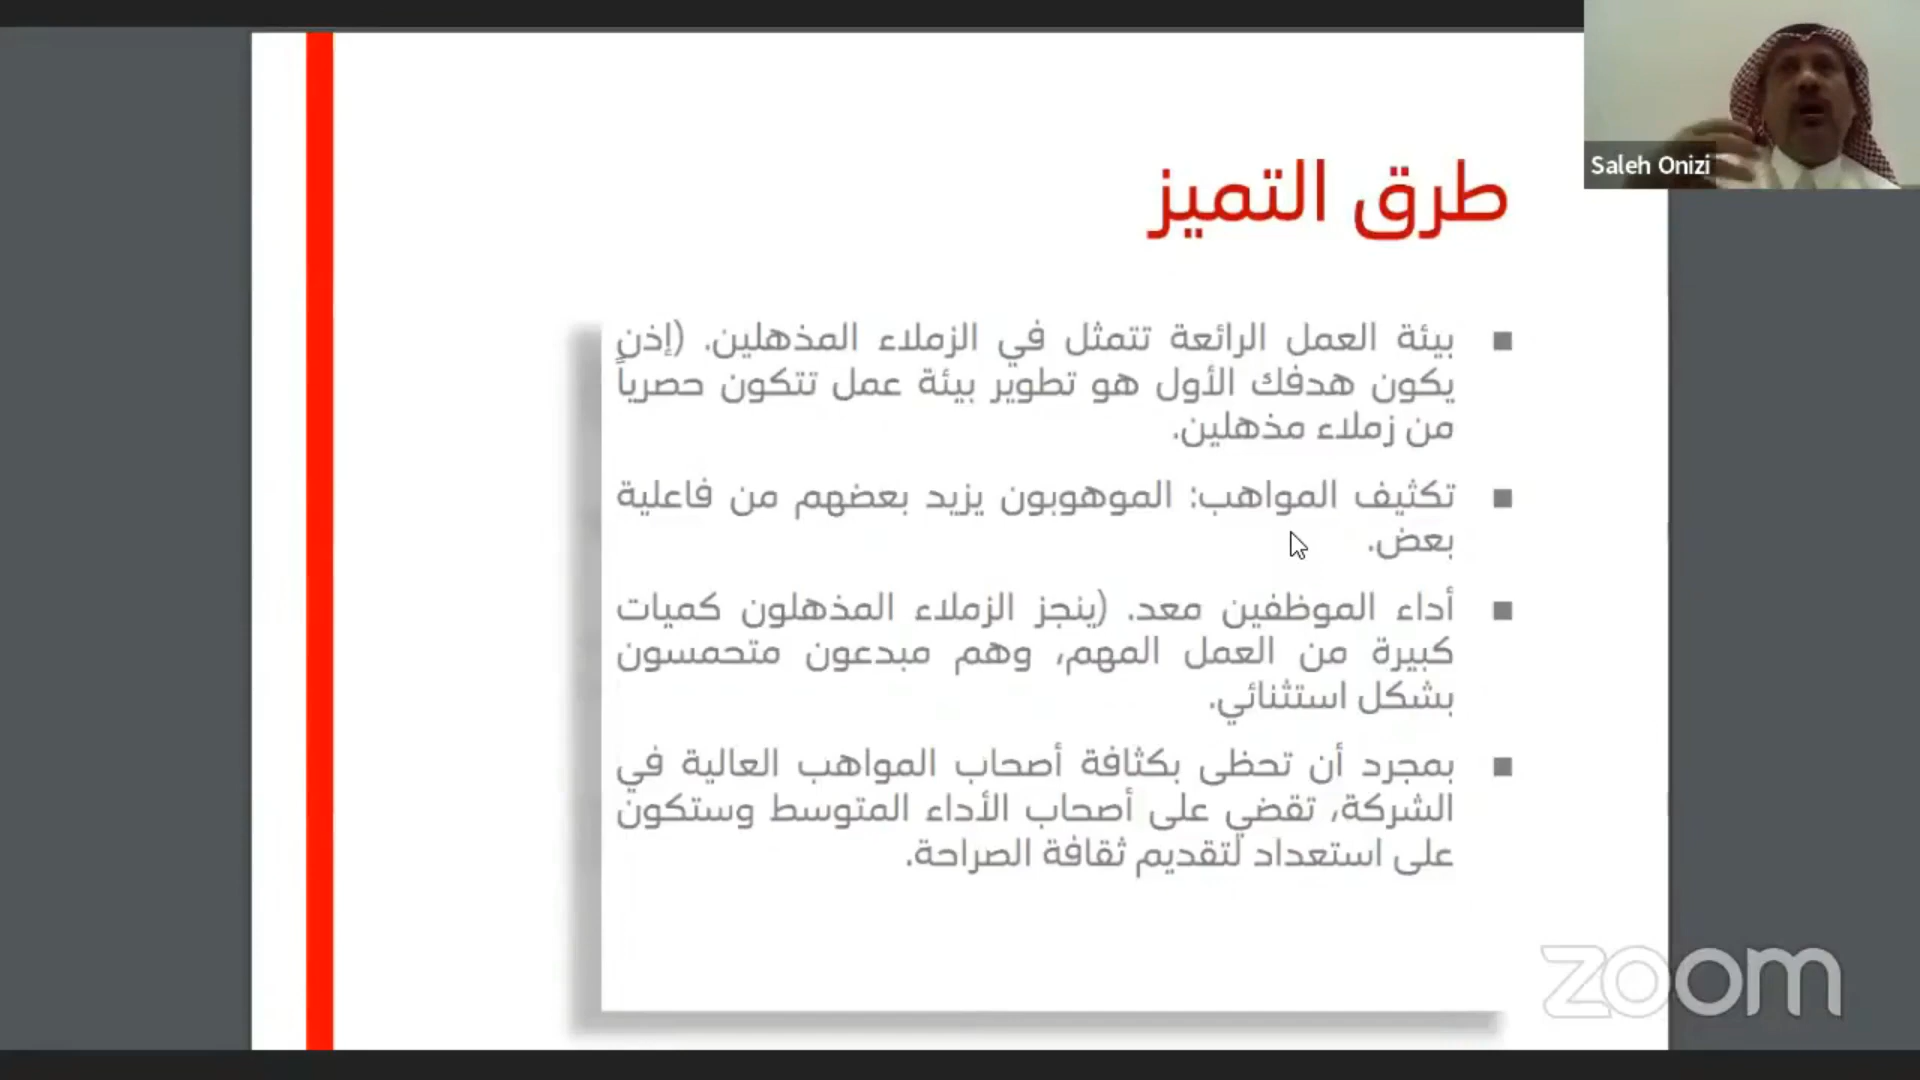 Saleh Onizi
طرق التميز
بيئة العمل الرائعة تتمثل في الزملاء المذهلين. (إذن
يكون هدفك الأول هو تطوير بيئة عمل تتكون حصرياً
من زملاء مذهلين.
تكثيف المواهب: الموهوبون يزيد بعضهم من فاعلية
بعض.
أداء الموظفين معد. (ينجز الزملاء المذهلون كميات
كبيرة من العمل المهم، وهم مبدعون متحمسون
بشكل استثنائي.
بمجرد أن تحظى بكثافة أصحاب المواهب العالية في
الشركة، تقضي على أصحاب الأداء المتوسط وستكون
على استعداد لتقديم ثقافة الصراحة.
zoom